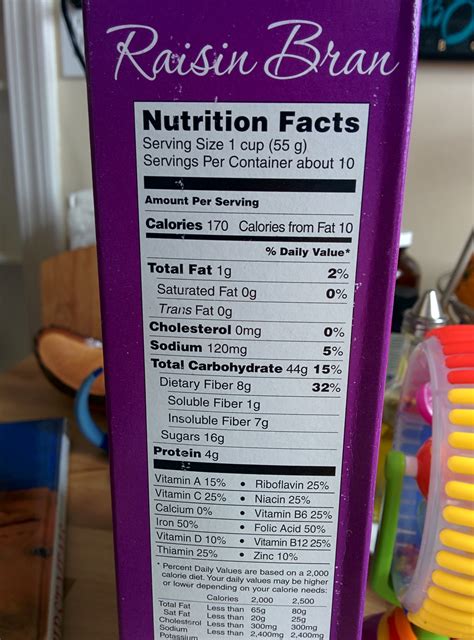 Raisin Bran
Nutrition Facts
Serving Size 1 cup (55 g)
Servings Per Container about 10
Amount Per Serving
Calories 170 Calories from Fat 10
% Daily Value*
Total Fat 1g 2%
Saturated Fat 0g 0%
Trans Fat 0g
Cholesterol 0mg 0%
Sodium 120mg 5%
Total Carbohydrate 44g 15%
Dietary Fiber 8g 32%
Soluble Fiber 1g
Insoluble Fiber 7g
Sugars 16g
Protein 4g
Vitamin A 15% • Riboflavin 25%
Vitamin C 25% • Niacin 25%
Calcium 0% • Vitamin B6 25%
Iron 50% • Folic Acid 50%
Vitamin D 10% • Vitamin B12 25%
Thiamin 25% • Zinc 10%
* Percent Daily Values are based on a 2,000
calorie diet. Your daily values may be higher
or lower depending on your calorie needs:
Calories 2,000 2,500
Total Fat Less than 65g 80g
Sat Fat Less than 20g 25g
Cholesterol Less than 300mg 300mg
Sodium Less than 2,400mg 2,400mg
Potassium